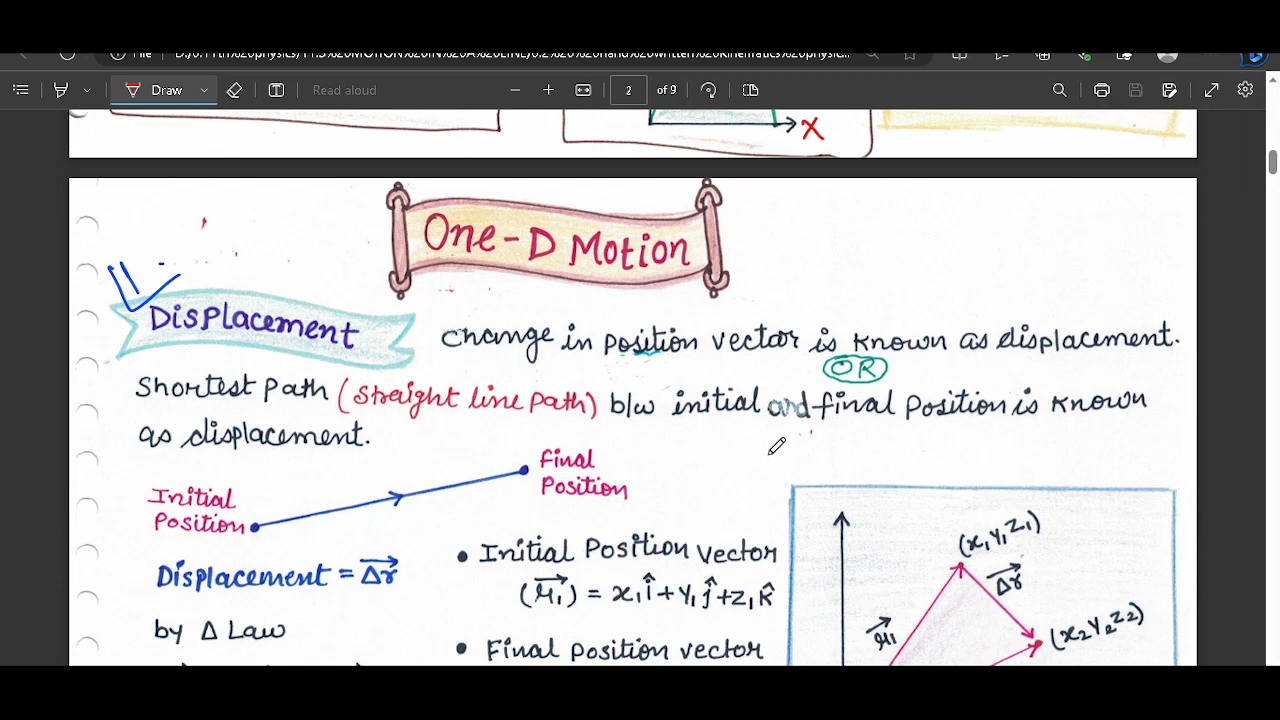 Draw
Read aloud
2
of 9
X
One-D Motion
Displacement
Change in position vector is known as displacement.
OR
Shortest Path (Straight line Path) b/w initial and final Position is known
as displacement.
Initial
Position
Final
Position
Displacement = Δr⃗
by Δ Law
• Initial Position vector
(r⃗₁) = x₁î+y₁ĵ+z₁k̂
• Final position vector
(x₁y₁z₁)
Δr⃗
r⃗₁
(x₂y₂z₂)